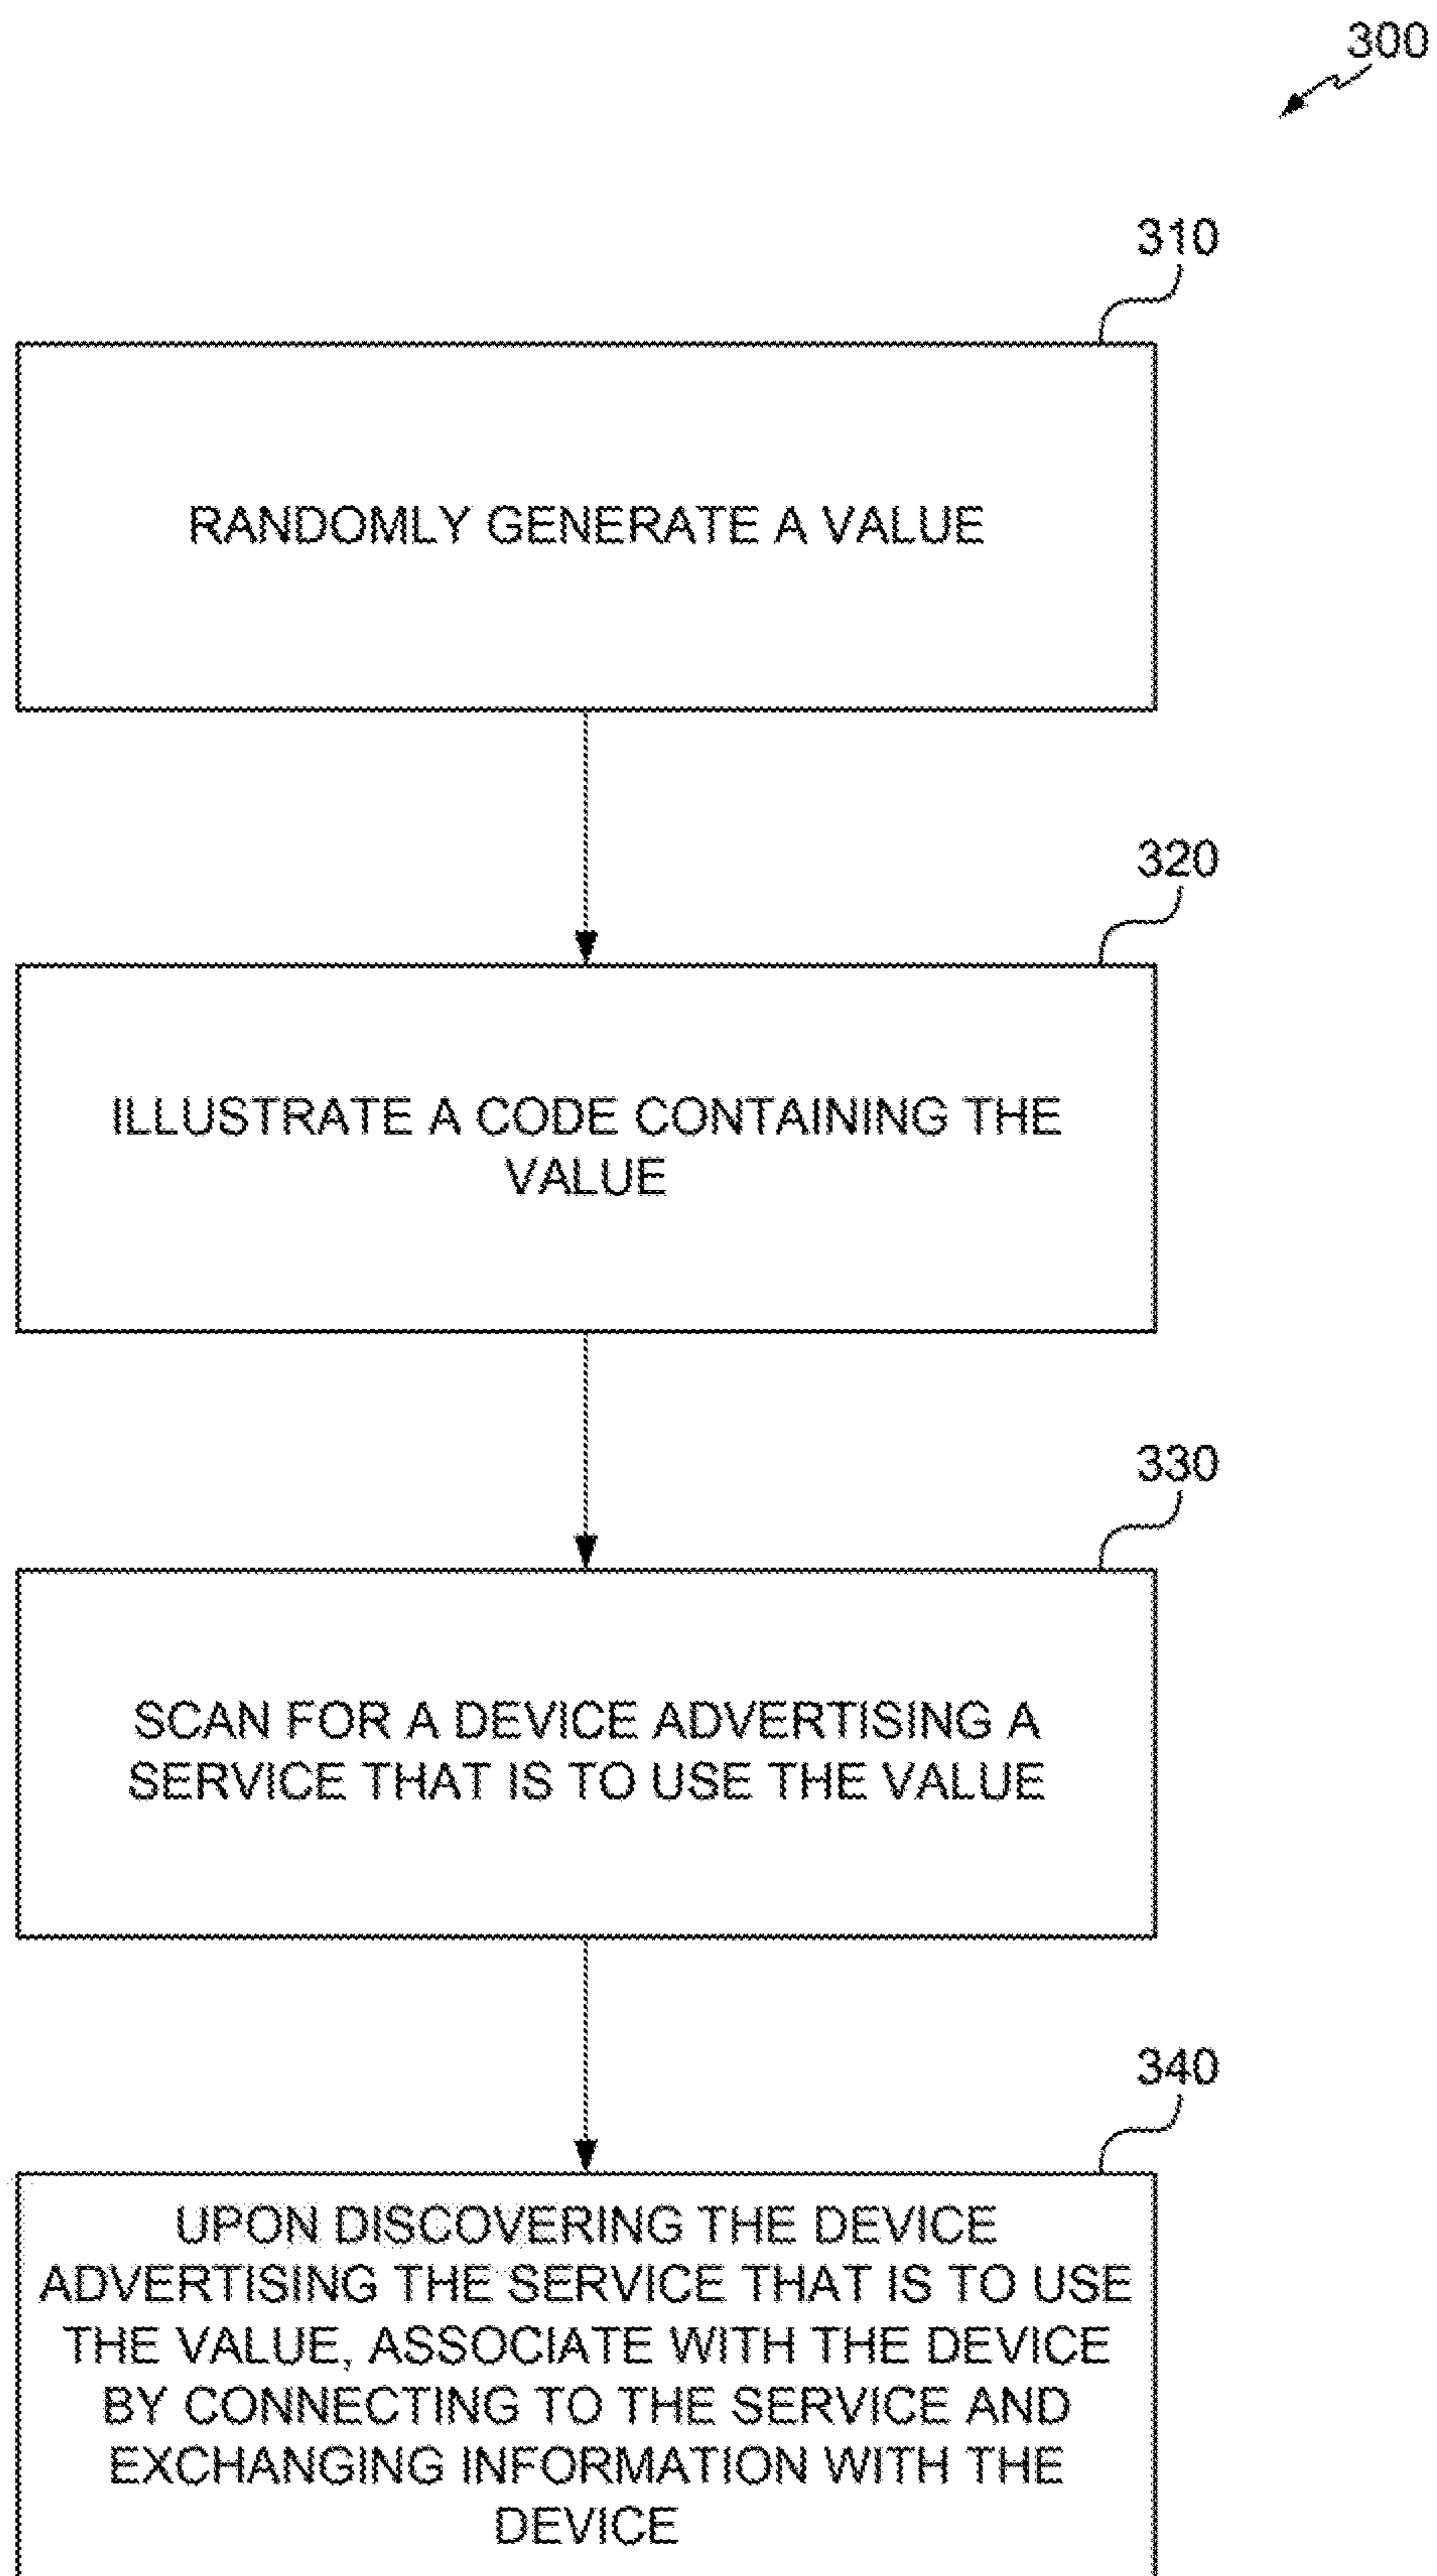 300
310
RANDOMLY GENERATE A VALUE
320
ILLUSTRATE A CODE CONTAINING THE
VALUE
330
SCAN FOR A DEVICE ADVERTISING A
SERVICE THAT IS TO USE THE VALUE
340
UPON DISCOVERING THE DEVICE
ADVERTISING THE SERVICE THAT IS TO USE
THE VALUE, ASSOCIATE WITH THE DEVICE
BY CONNECTING TO THE SERVICE AND
EXCHANGING INFORMATION WITH THE
DEVICE